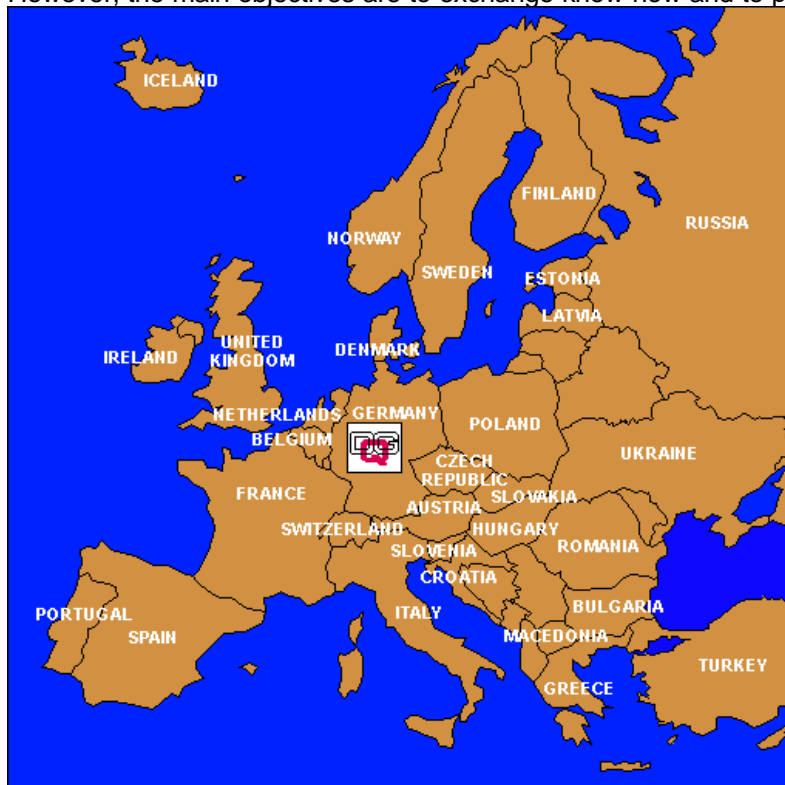 ICELAND
FINLAND
RUSSIA
NORWAY
SWEDEN
ESTONIA
LATVIA
UNITED
KINGDOM
IRELAND
DENMARK
NETHERLANDS
GERMANY
BELGIUM
POLAND
DGQ
UKRAINE
CZECH
REPUBLIC
FRANCE
SLOVAKIA
AUSTRIA
SWITZERLAND
HUNGARY
ROMANIA
SLOVENIA
CROATIA
PORTUGAL
SPAIN
ITALY
BULGARIA
MACEDONIA
TURKEY
GREECE